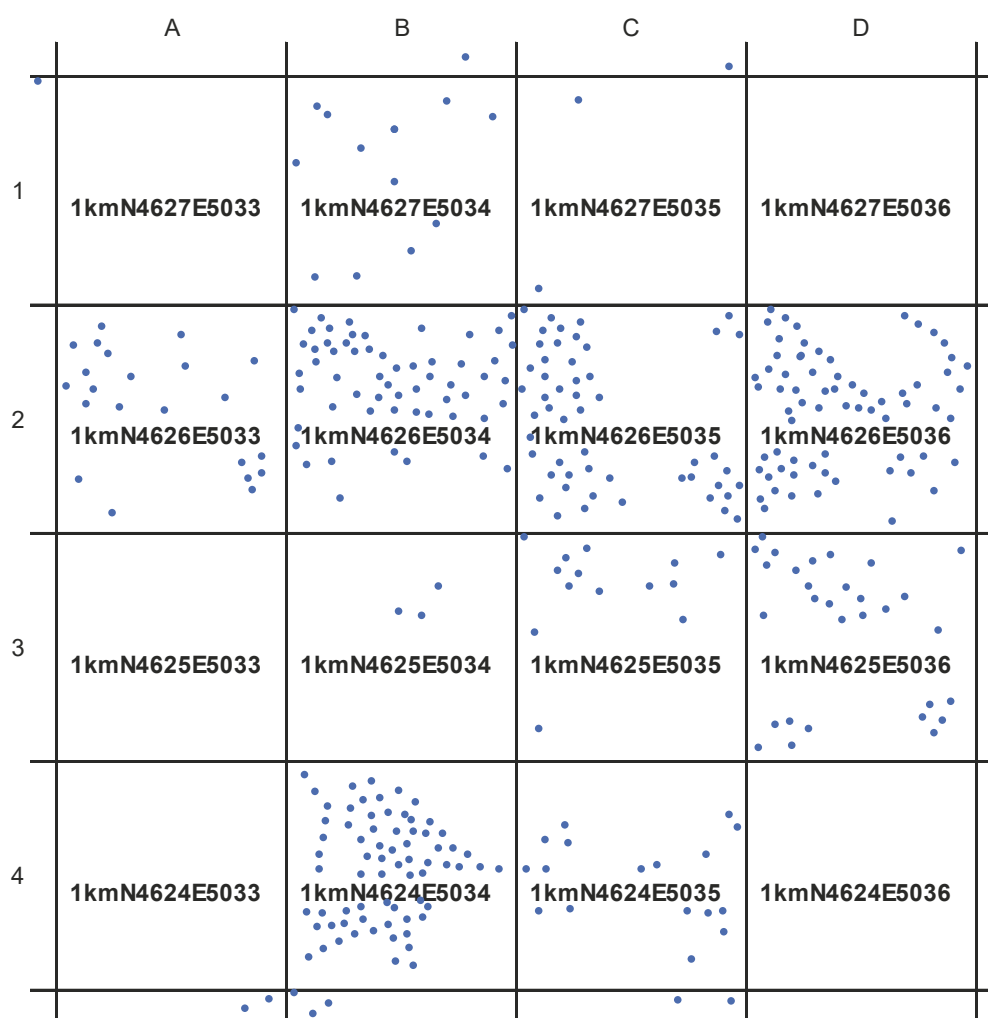 A B C D
1
1kmN4627E5033 1kmN4627E5034 1kmN4627E5035 1kmN4627E5036
2
1kmN4626E5033 1kmN4626E5034 1kmN4626E5035 1kmN4626E5036
3
1kmN4625E5033 1kmN4625E5034 1kmN4625E5035 1kmN4625E5036
4
1kmN4624E5033 1kmN4624E5034 1kmN4624E5035 1kmN4624E5036